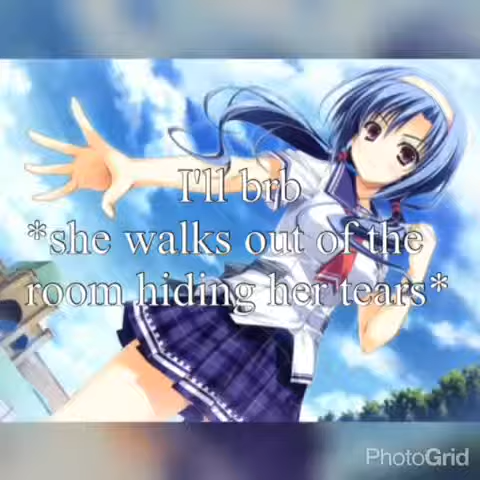 I'll brb
*she walks out of the
room hiding her tears*
PhotoGrid